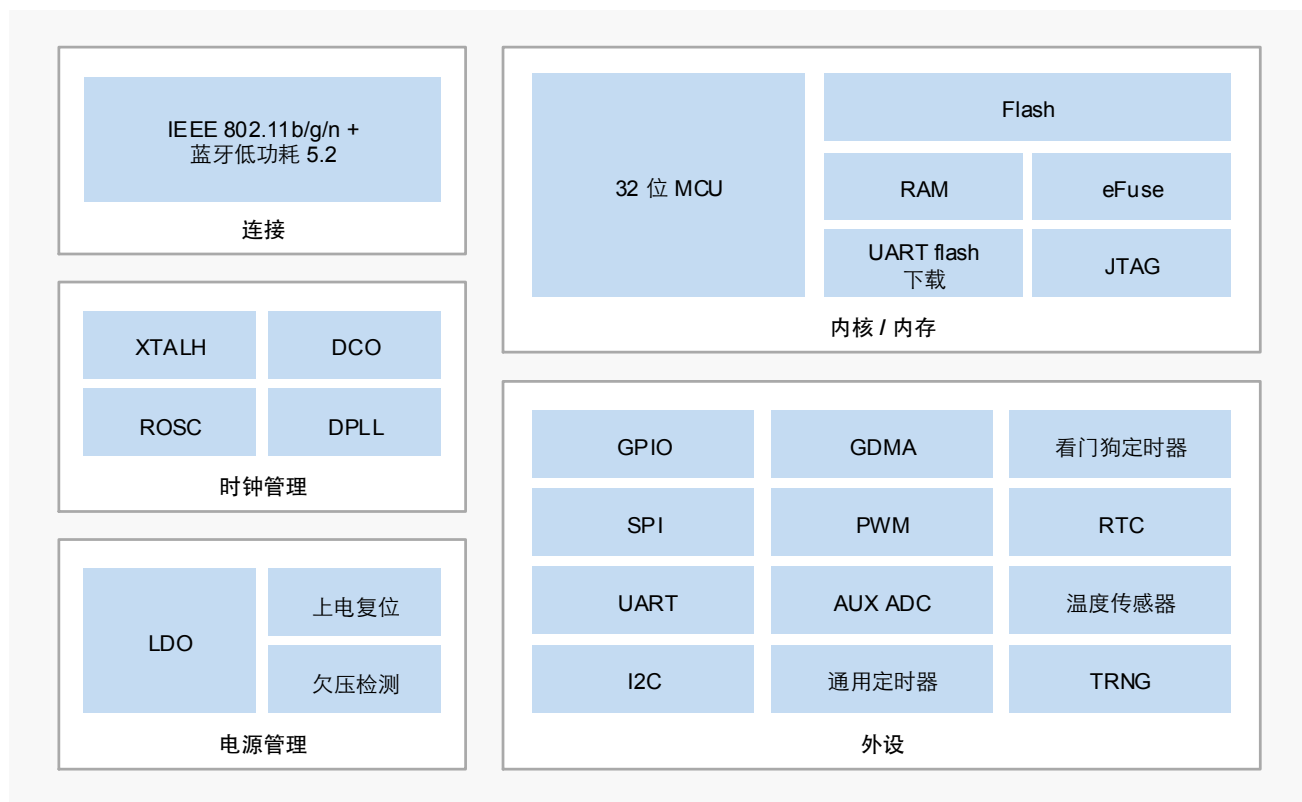 IEEE 802.11b/g/n +
蓝牙低功耗 5.2
连接
XTALH
DCO
ROSC
DPLL
时钟管理
LDO
上电复位
欠压检测
电源管理
32 位 MCU
Flash
RAM
eFuse
UART flash
下载
JTAG
内核 / 内存
GPIO
GDMA
看门狗定时器
SPI
PWM
RTC
UART
AUX ADC
温度传感器
I2C
通用定时器
TRNG
外设